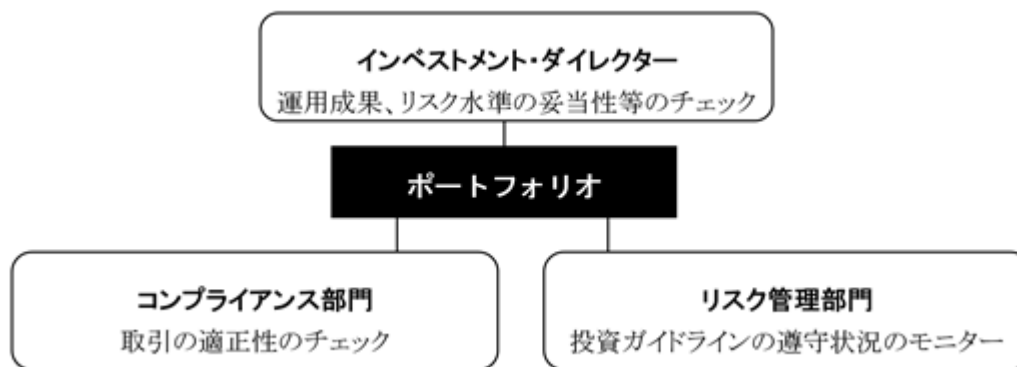 インベストメント・ダイレクター
運用成果、リスク水準の妥当性等のチェック
ポートフォリオ
コンプライアンス部門
取引の適正性のチェック
リスク管理部門
投資ガイドラインの遵守状況のモニター